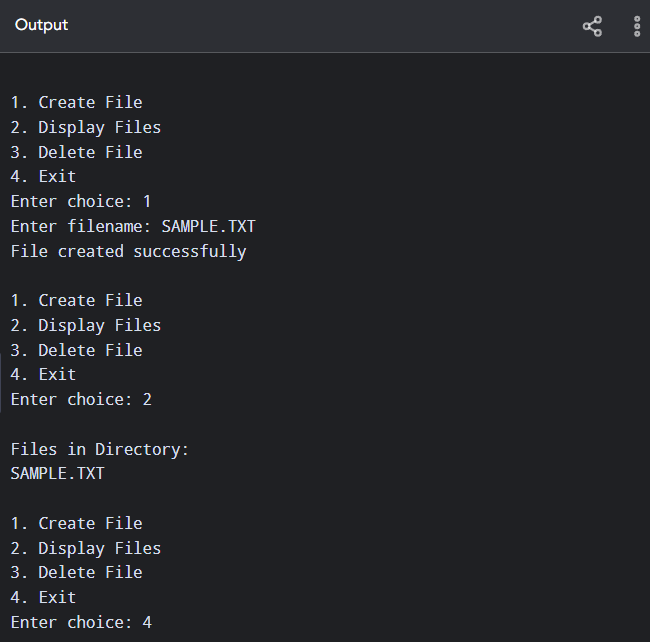 Output
1. Create File
2. Display Files
3. Delete File
4. Exit
Enter choice: 1
Enter filename: SAMPLE.TXT
File created successfully
1. Create File
2. Display Files
3. Delete File
4. Exit
Enter choice: 2
Files in Directory:
SAMPLE.TXT
1. Create File
2. Display Files
3. Delete File
4. Exit
Enter choice: 4